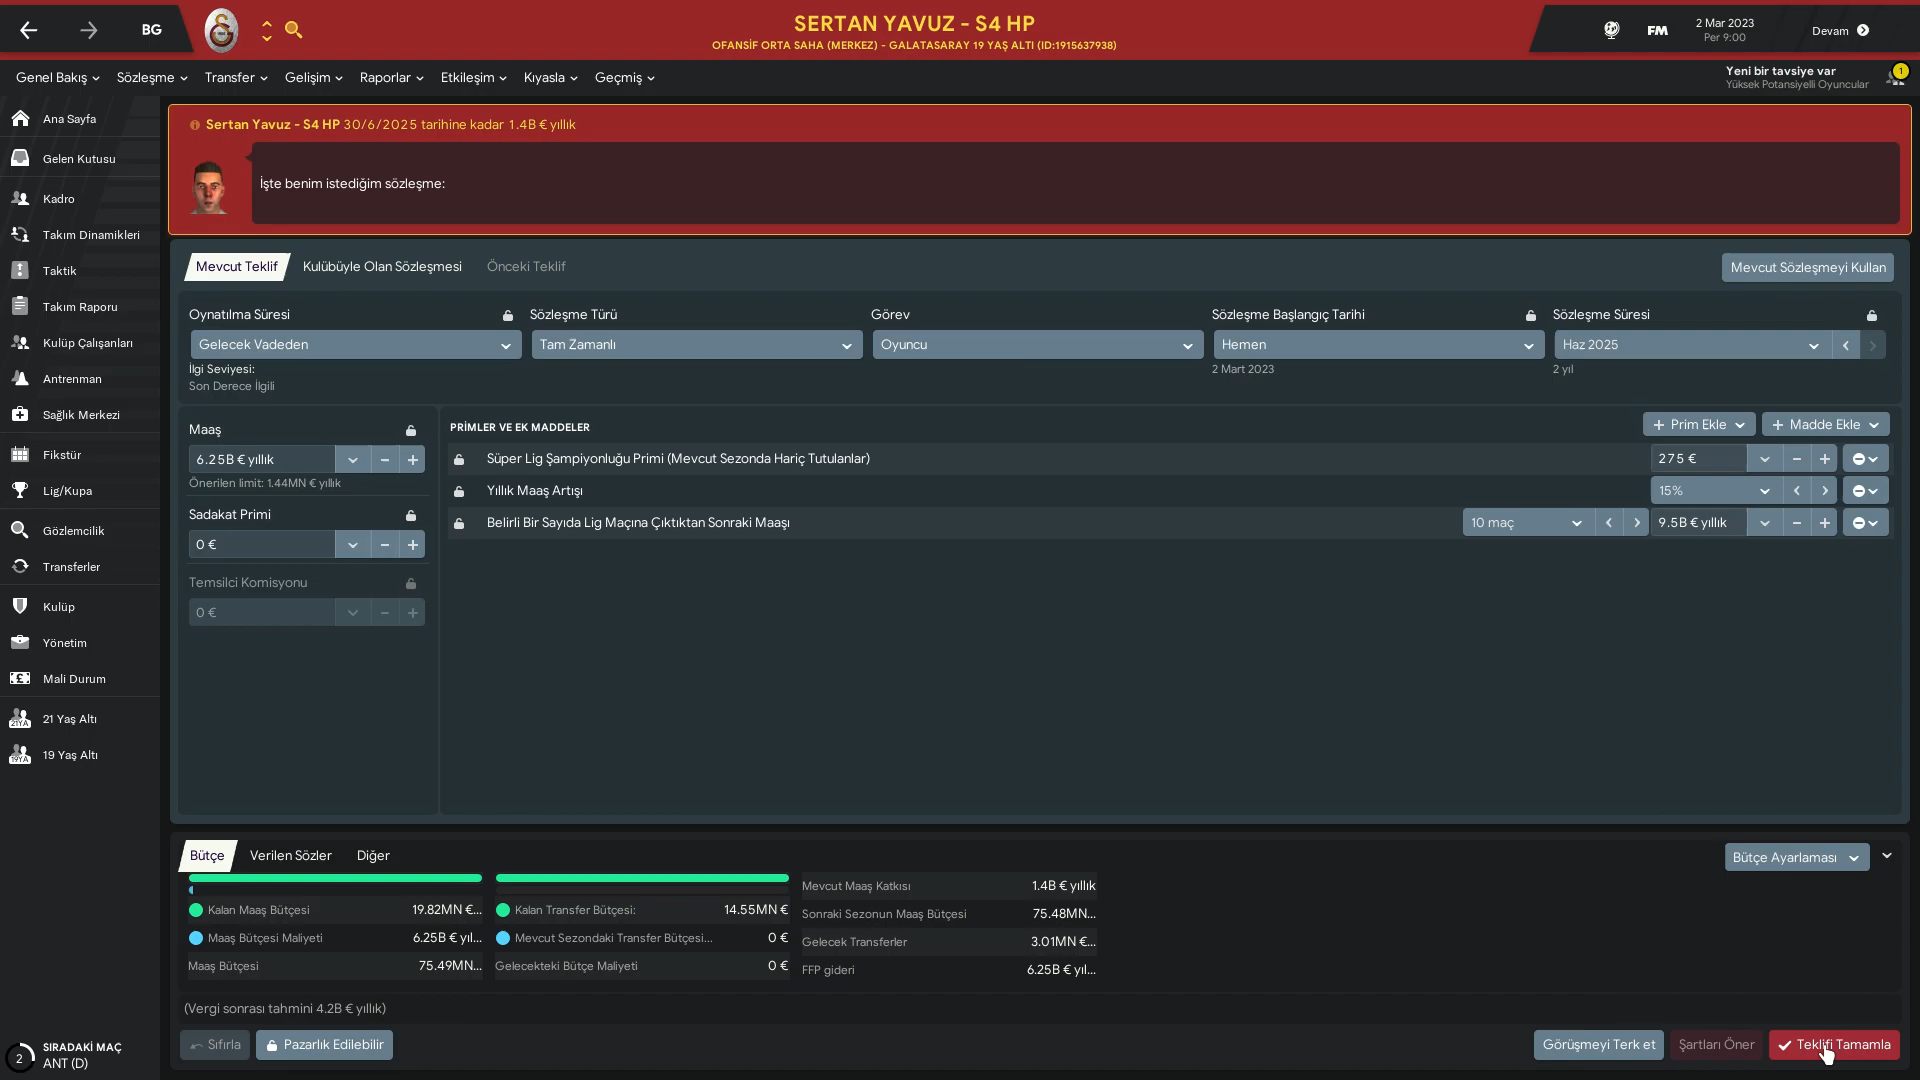 BG
SERTAN YAVUZ - S4 HP
OFANSİF ORTA SAHA (MERKEZ) - GALATASARAY 19 YAŞ ALTI (ID:1915637938)
FM
2 Mar 2023
Per 9:00
Devam
Genel Bakış
Sözleşme
Transfer
Gelişim
Raporlar
Etkileşim
Kıyasla
Geçmiş
Yeni bir tavsiye var
Yüksek Potansiyelli Oyuncular
1
Ana Sayfa
Gelen Kutusu
Kadro
Takım Dinamikleri
Taktik
Takım Raporu
Kulüp Çalışanları
Antrenman
Sağlık Merkezi
Fikstür
Lig/Kupa
Gözlemcilik
Transferler
Kulüp
Yönetim
Mali Durum
21YA
21 Yaş Altı
19YA
19 Yaş Altı
2
SIRADAKİ MAÇ
ANT (D)
Sertan Yavuz - S4 HP 30/6/2025 tarihine kadar 1.4B € yıllık
İşte benim istediğim sözleşme:
Mevcut Teklif
Kulübüyle Olan Sözleşmesi
Önceki Teklif
Mevcut Sözleşmeyi Kullan
Oynatılma Süresi
Sözleşme Türü
Görev
Sözleşme Başlangıç Tarihi
Sözleşme Süresi
Gelecek Vadeden
Tam Zamanlı
Oyuncu
Hemen
Haz 2025
İlgi Seviyesi:
Son Derece İlgili
2 Mart 2023
2 yıl
Maaş
6.25B € yıllık
Önerilen limit: 1.44MN € yıllık
Sadakat Primi
0 €
Temsilci Komisyonu
0 €
PRİMLER VE EK MADDELER
Prim Ekle
Madde Ekle
Süper Lig Şampiyonluğu Primi (Mevcut Sezonda Hariç Tutulanlar)
275 €
Yıllık Maaş Artışı
15%
Belirli Bir Sayıda Lig Maçına Çıktıktan Sonraki Maaşı
10 maç
9.5B € yıllık
Bütçe
Verilen Sözler
Diğer
Bütçe Ayarlaması
Kalan Maaş Bütçesi
19.82MN €...
Maaş Bütçesi Maliyeti
6.25B € yıl...
Maaş Bütçesi
75.49MN...
Kalan Transfer Bütçesi:
14.55MN €
Mevcut Sezondaki Transfer Bütçesi...
0 €
Gelecekteki Bütçe Maliyeti
0 €
Mevcut Maaş Katkısı
1.4B € yıllık
Sonraki Sezonun Maaş Bütçesi
75.48MN...
Gelecek Transferler
3.01MN €...
FFP gideri
6.25B € yıl...
(Vergi sonrası tahmini 4.2B € yıllık)
Sıfırla
Pazarlık Edilebilir
Görüşmeyi Terk et
Şartları Öner
Teklifi Tamamla